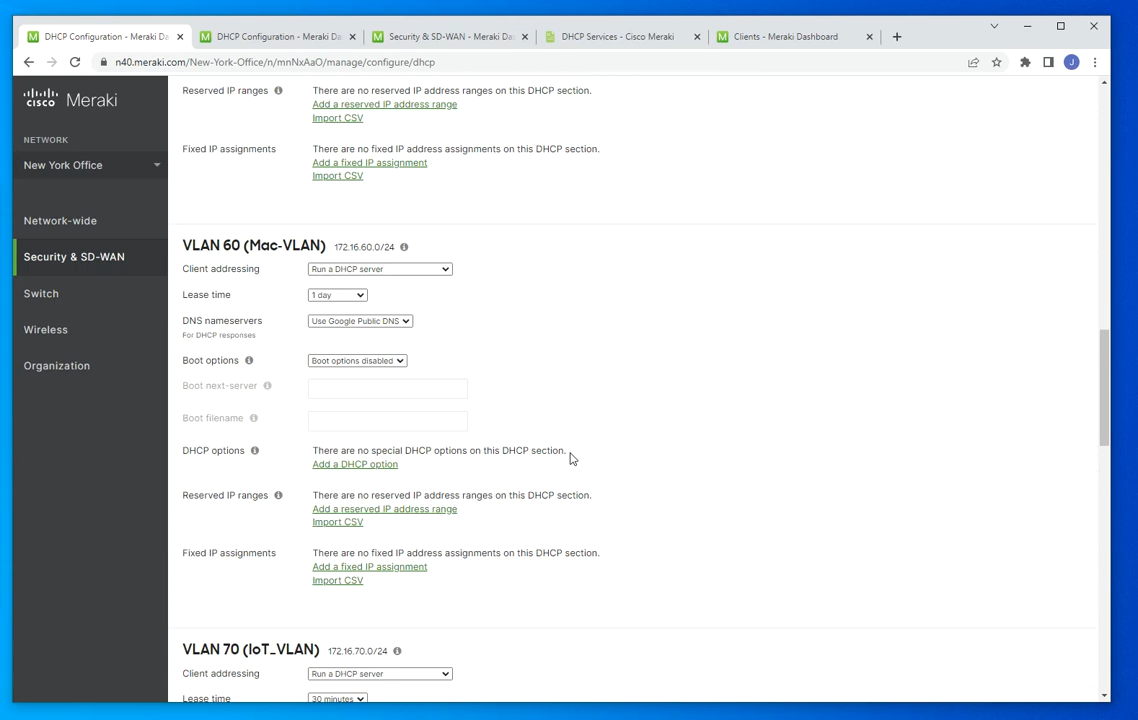 DHCP Configuration - Meraki Da
DHCP Configuration - Meraki Da
Security & SD-WAN - Meraki Das
DHCP Services - Cisco Meraki
Clients - Meraki Dashboard
n40.meraki.com/New-York-Office/n/mnNxAaO/manage/configure/dhcp
J
cisco Meraki
NETWORK
New York Office
Network-wide
Security & SD-WAN
Switch
Wireless
Organization
Reserved IP ranges
There are no reserved IP address ranges on this DHCP section.
Add a reserved IP address range
Import CSV
Fixed IP assignments
There are no fixed IP address assignments on this DHCP section.
Add a fixed IP assignment
Import CSV
VLAN 60 (Mac-VLAN) 172.16.60.0/24
Client addressing
Run a DHCP server
Lease time
1 day
DNS nameservers
Use Google Public DNS
For DHCP responses
Boot options
Boot options disabled
Boot next-server
Boot filename
DHCP options
There are no special DHCP options on this DHCP section.
Add a DHCP option
Reserved IP ranges
There are no reserved IP address ranges on this DHCP section.
Add a reserved IP address range
Import CSV
Fixed IP assignments
There are no fixed IP address assignments on this DHCP section.
Add a fixed IP assignment
Import CSV
VLAN 70 (IoT_VLAN) 172.16.70.0/24
Client addressing
Run a DHCP server
Lease time
30 minutes